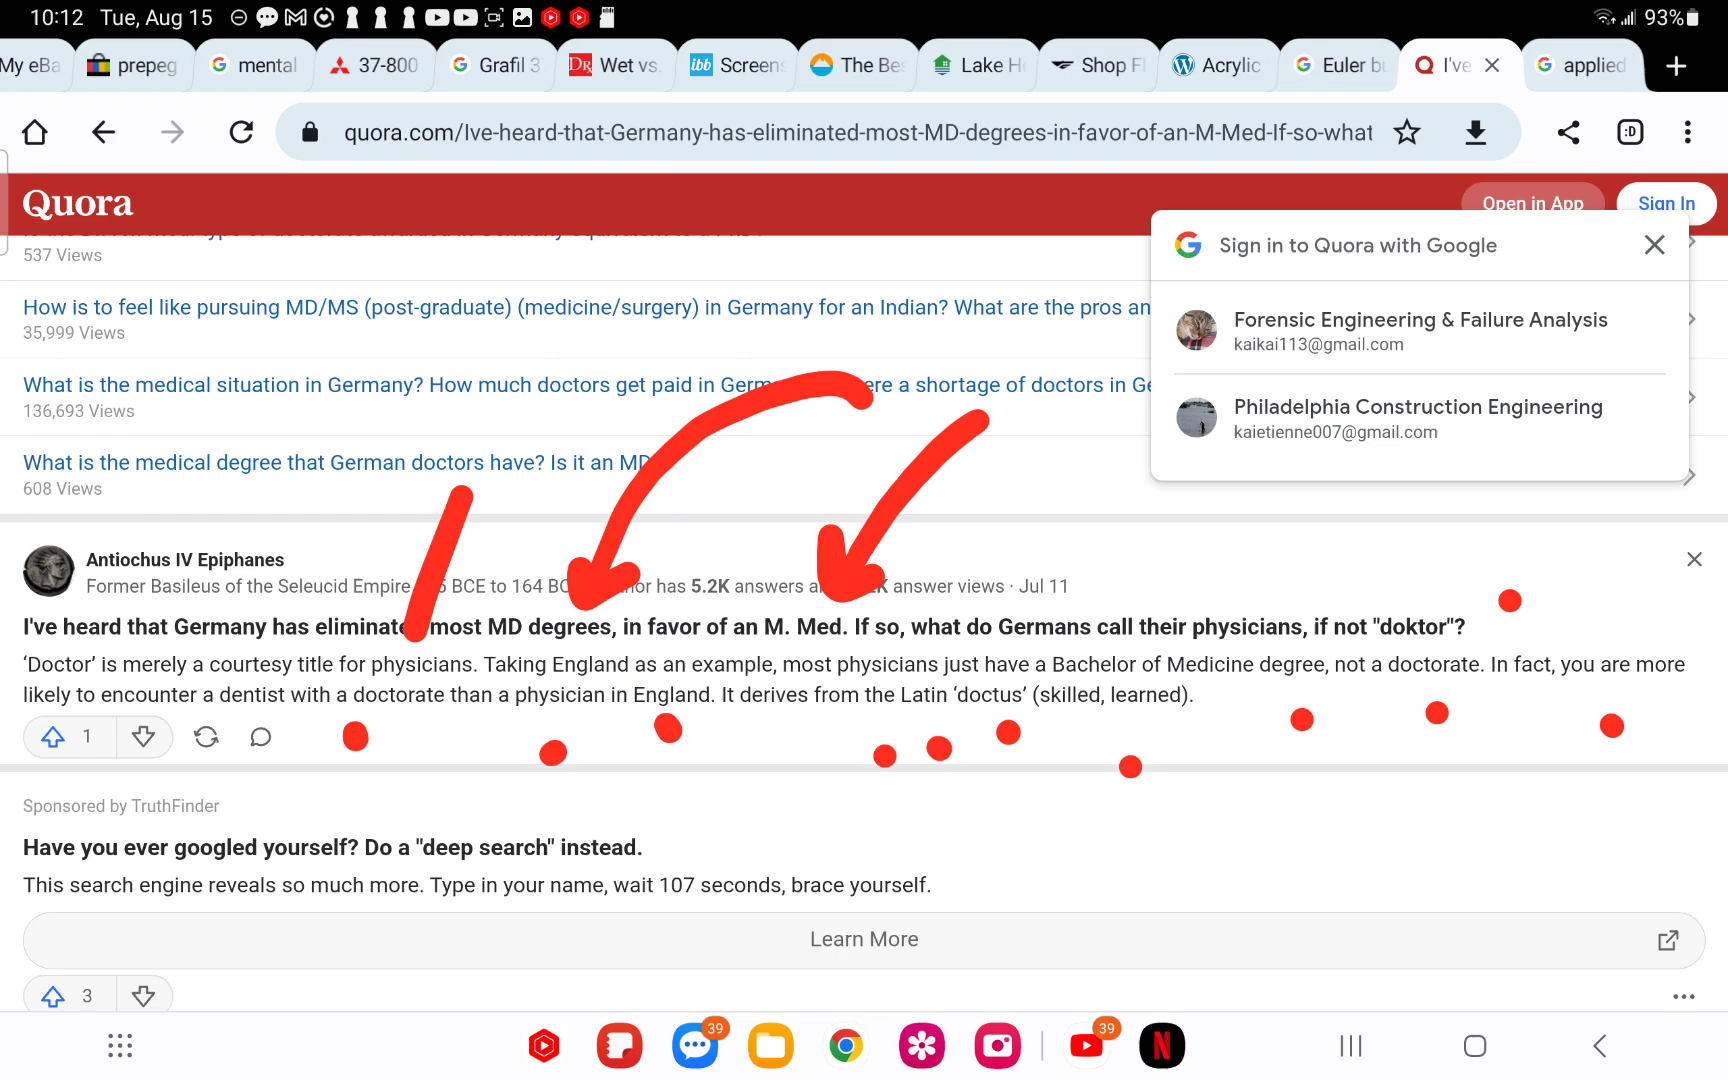 10:12 Tue, Aug 15
93%
My eBa
prepeg
mental
37-800
Grafil 3
DR Wet vs.
ibb Screens
The Bes
Lake H
Shop Fl
Acrylic
Euler bu
I've
applied
quora.com/Ive-heard-that-Germany-has-eliminated-most-MD-degrees-in-favor-of-an-M-Med-If-so-what
:D
Quora
Open in App
Sign In
537 Views
How is to feel like pursuing MD/MS (post-graduate) (medicine/surgery) in Germany for an Indian? What are the pros an
35,999 Views
What is the medical situation in Germany? How much doctors get paid in Germ ere a shortage of doctors in Ge
136,693 Views
What is the medical degree that German doctors have? Is it an MD
608 Views
Sign in to Quora with Google
Forensic Engineering & Failure Analysis
kaikai113@gmail.com
Philadelphia Construction Engineering
kaietienne007@gmail.com
Antiochus IV Epiphanes
Former Basileus of the Seleucid Empire BCE to 164 BC has 5.2K answers answer views · Jul 11
I've heard that Germany has eliminate most MD degrees, in favor of an M. Med. If so, what do Germans call their physicians, if not "doktor"?
‘Doctor’ is merely a courtesy title for physicians. Taking England as an example, most physicians just have a Bachelor of Medicine degree, not a doctorate. In fact, you are more
likely to encounter a dentist with a doctorate than a physician in England. It derives from the Latin ‘doctus’ (skilled, learned).
1
Sponsored by TruthFinder
Have you ever googled yourself? Do a "deep search" instead.
This search engine reveals so much more. Type in your name, wait 107 seconds, brace yourself.
Learn More
3
39
39
N